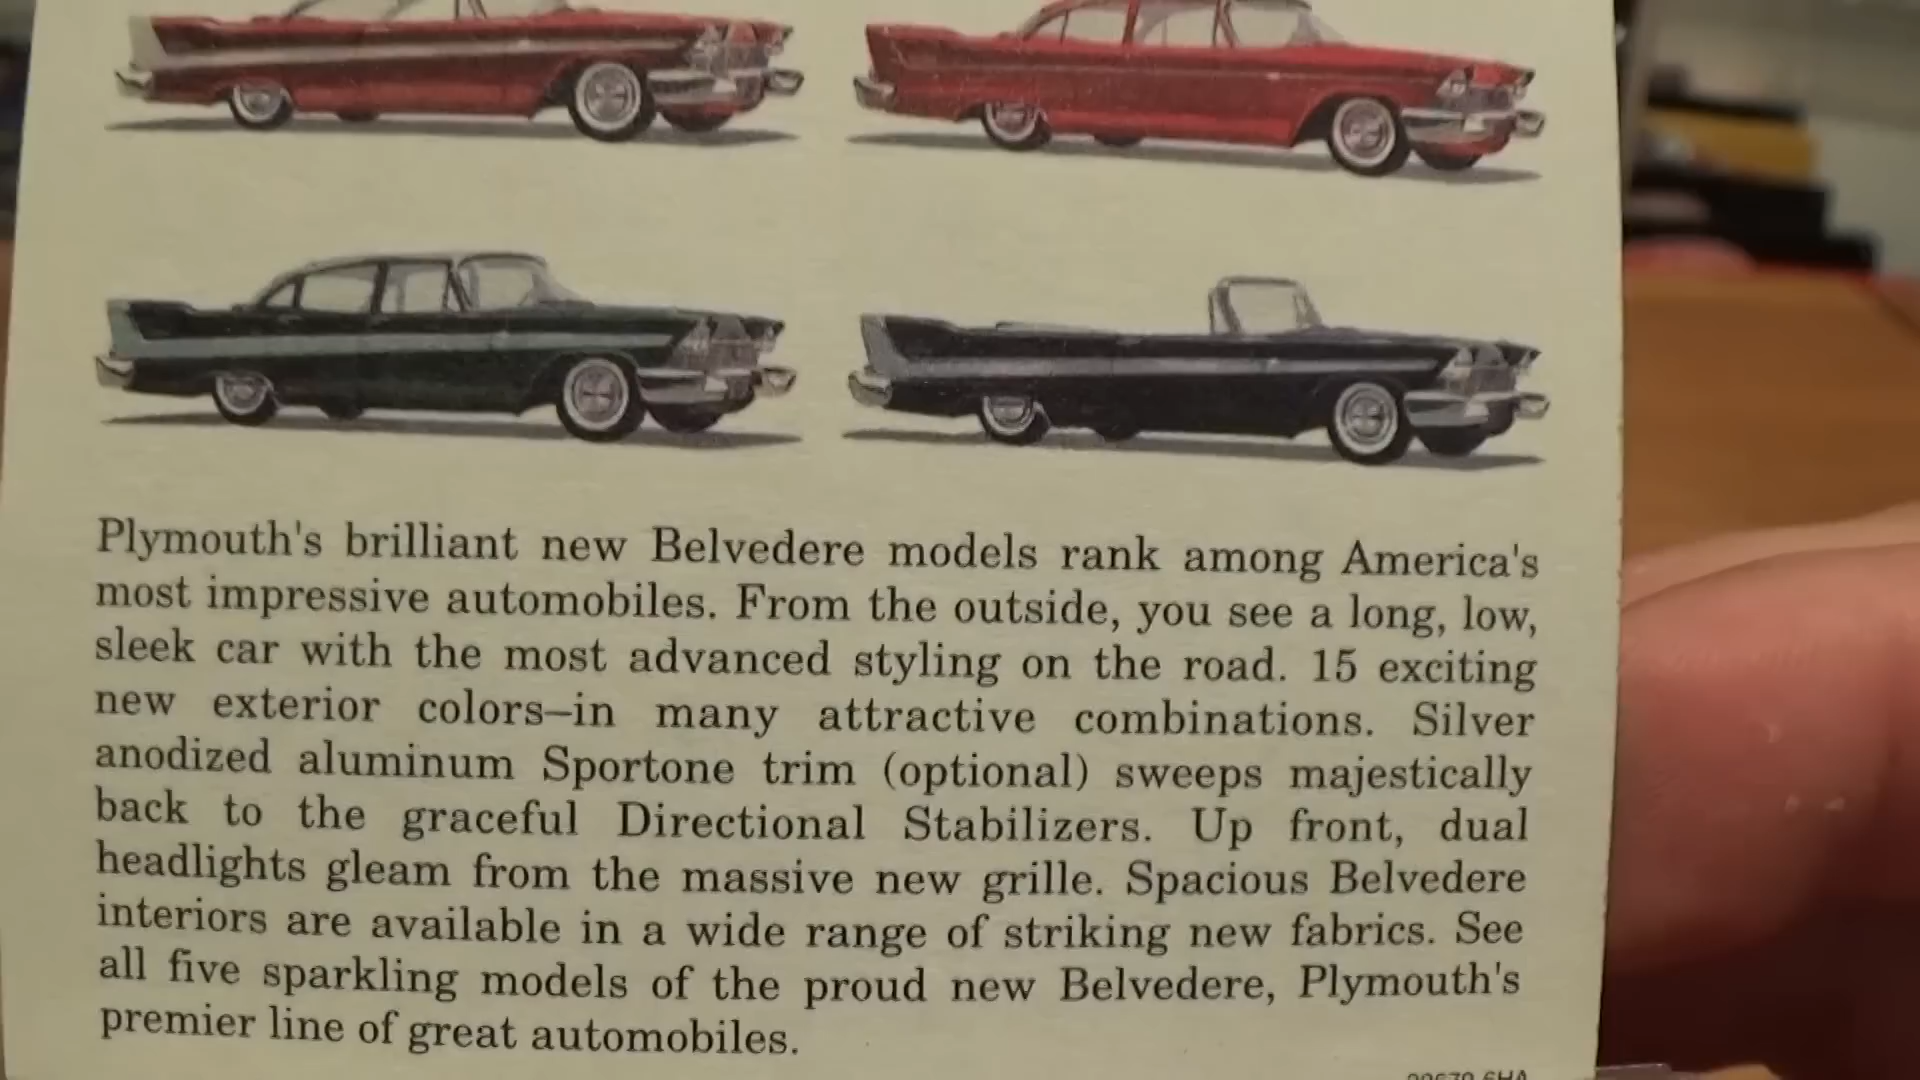 Plymouth's brilliant new Belvedere models rank among America's
most impressive automobiles. From the outside, you see a long, low,
sleek car with the most advanced styling on the road. 15 exciting
new exterior colors–in many attractive combinations. Silver
anodized aluminum Sportone trim (optional) sweeps majestically
back to the graceful Directional Stabilizers. Up front, dual
headlights gleam from the massive new grille. Spacious Belvedere
interiors are available in a wide range of striking new fabrics. See
all five sparkling models of the proud new Belvedere, Plymouth's
premier line of great automobiles.